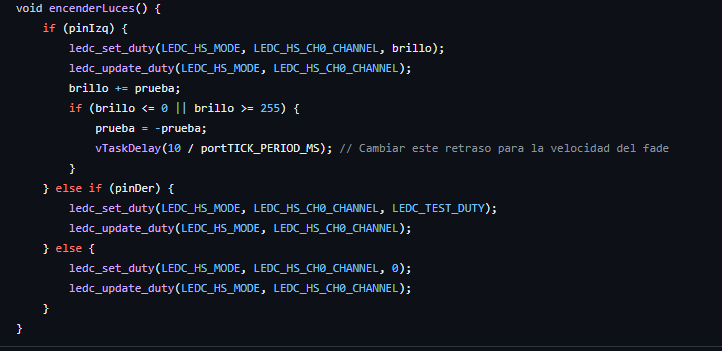 void encenderLuces() {
    if (pinIzq) {
        ledc_set_duty(LEDC_HS_MODE, LEDC_HS_CH0_CHANNEL, brillo);
        ledc_update_duty(LEDC_HS_MODE, LEDC_HS_CH0_CHANNEL);
        brillo += prueba;
        if (brillo <= 0 || brillo >= 255) {
            prueba = -prueba;
            vTaskDelay(10 / portTICK_PERIOD_MS); // Cambiar este retraso para la velocidad del fade
        }
    } else if (pinDer) {
        ledc_set_duty(LEDC_HS_MODE, LEDC_HS_CH0_CHANNEL, LEDC_TEST_DUTY);
        ledc_update_duty(LEDC_HS_MODE, LEDC_HS_CH0_CHANNEL);
    } else {
        ledc_set_duty(LEDC_HS_MODE, LEDC_HS_CH0_CHANNEL, 0);
        ledc_update_duty(LEDC_HS_MODE, LEDC_HS_CH0_CHANNEL);
    }
}